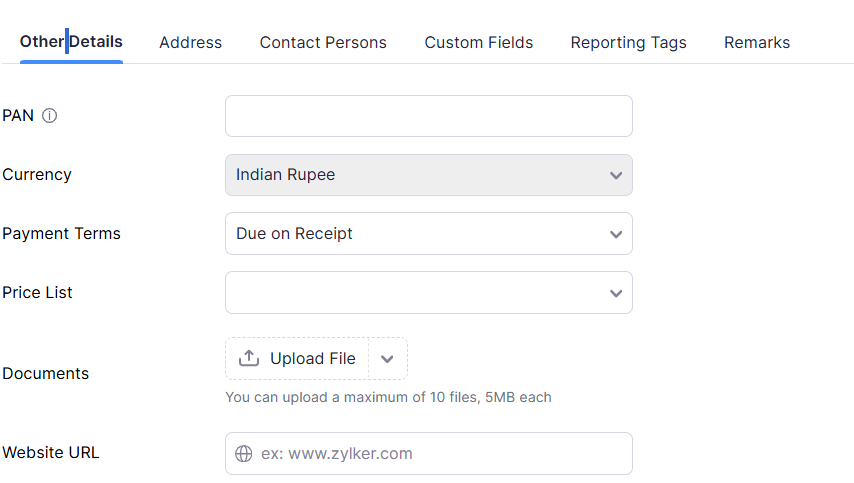 Other Details Address Contact Persons Custom Fields Reporting Tags Remarks
PAN
Currency Indian Rupee
Payment Terms Due on Receipt
Price List
Documents Upload File
You can upload a maximum of 10 files, 5MB each
Website URL ex: www.zylker.com